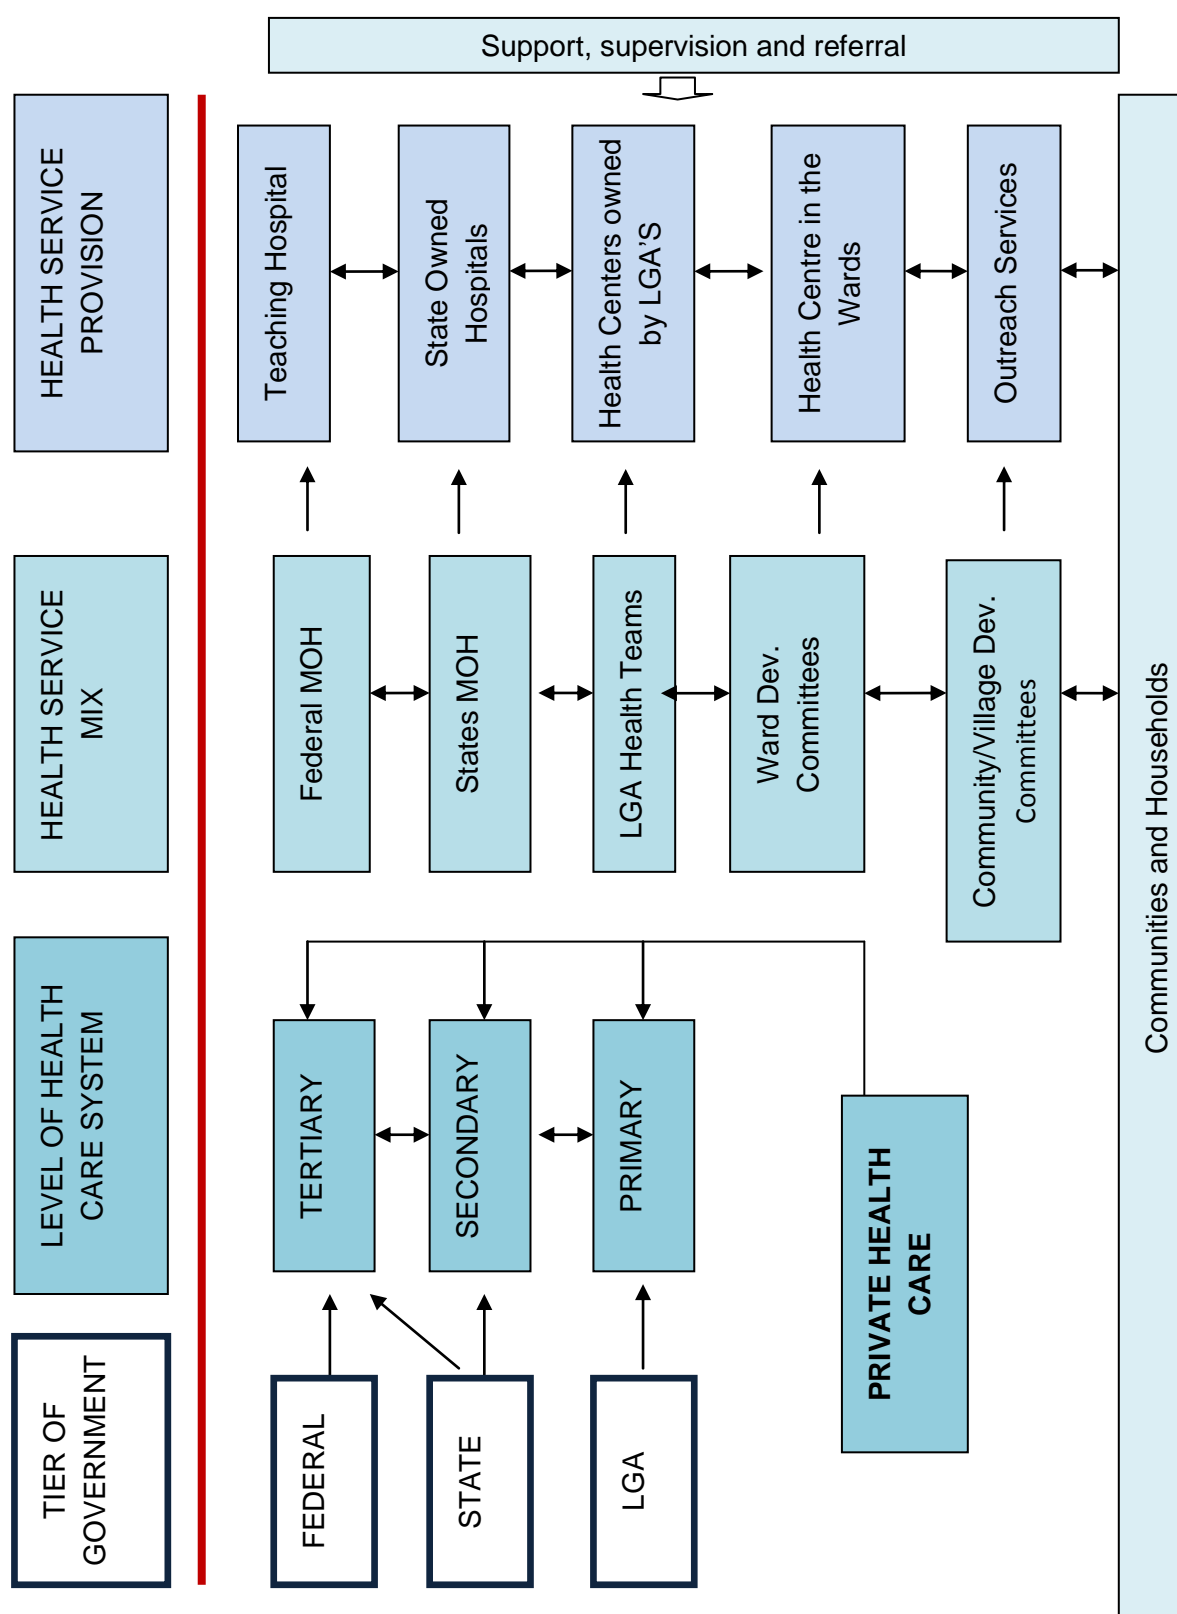 TIER OF
GOVERNMENT
LEVEL OF HEALTH
CARE SYSTEM
HEALTH SERVICE
MIX
HEALTH SERVICE
PROVISION
FEDERAL
TERTIARY
Federal MOH
Teaching Hospital
STATE
SECONDARY
States MOH
State Owned
Hospitals
LGA
PRIMARY
LGA Health Teams
Health Centers owned
by LGA’S
PRIVATE HEALTH
CARE
Ward Dev.
Committees
Health Centre in the
Wards
Community/Village Dev.
Committees
Outreach Services
Support, supervision and referral
Communities and Households